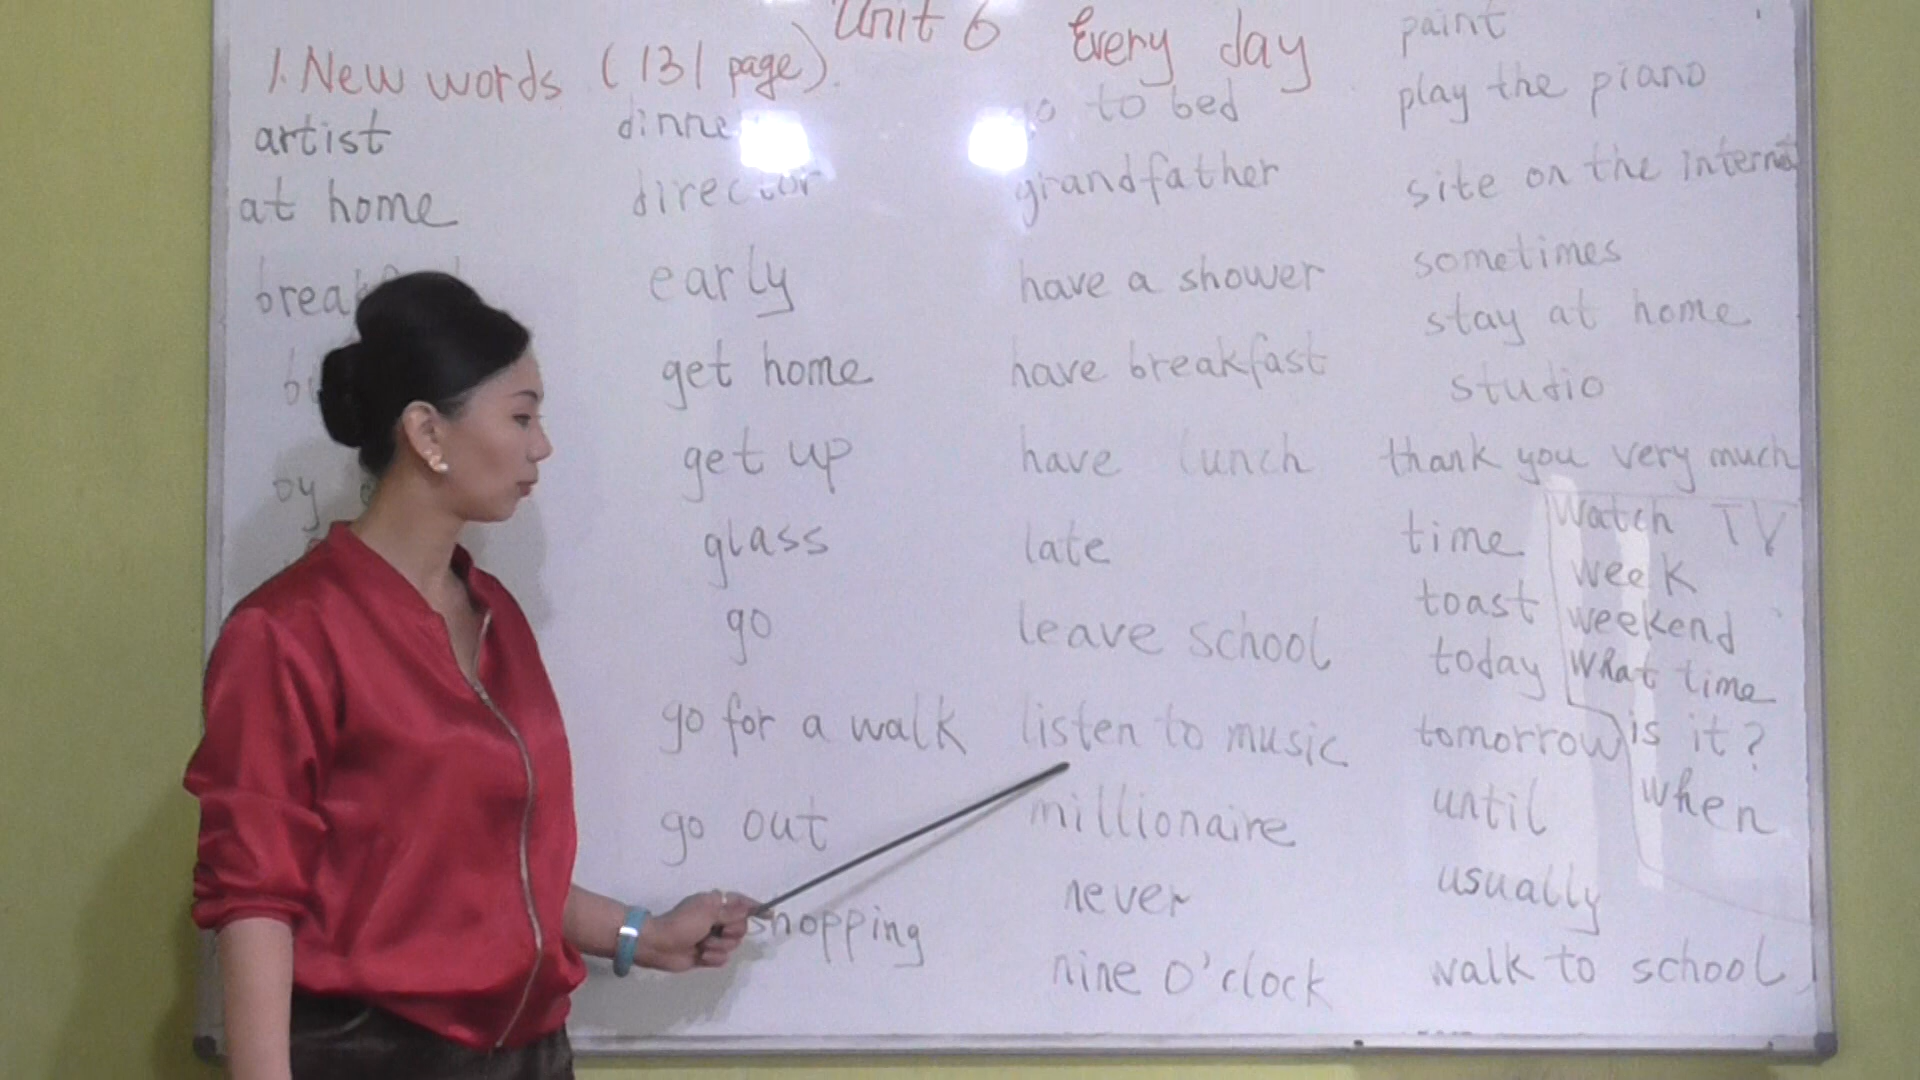 Unit 6 Every day
1. New words (131 page).
artist
at home
director
early
get home
get up
glass
go
go for a walk
go out
shopping
to bed
grandfather
have a shower
have breakfast
have lunch
late
leave school
listen to music
millionaire
never
nine o'clock
paint
play the piano
site on the internet
sometimes
stay at home
studio
thank you very much
time
toast
today
tomorrow
until
usually
walk to school
Watch TV
week
weekend
What time
is it?
when